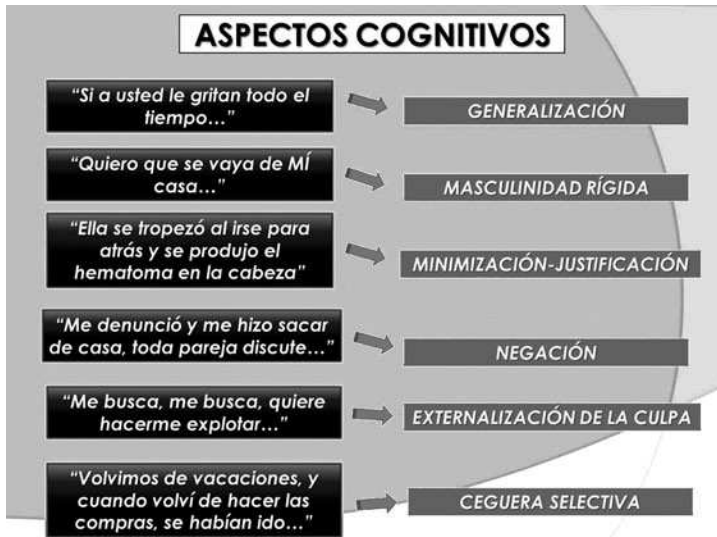 ASPECTOS COGNITIVOS
“Si a usted le gritan todo el
tiempo...”
GENERALIZACIÓN
“Quiero que se vaya de MÍ
casa...”
MASCULINIDAD RÍGIDA
“Ella se tropezó al irse para
atrás y se produjo el
hematoma en la cabeza”
MINIMIZACIÓN-JUSTIFICACIÓN
“Me denunció y me hizo sacar
de casa, toda pareja discute...”
NEGACIÓN
“Me busca, me busca, quiere
hacerme explotar...”
EXTERNALIZACIÓN DE LA CULPA
“Volvimos de vacaciones, y
cuando volví de hacer las
compras, se habían ido...”
CEGUERA SELECTIVA